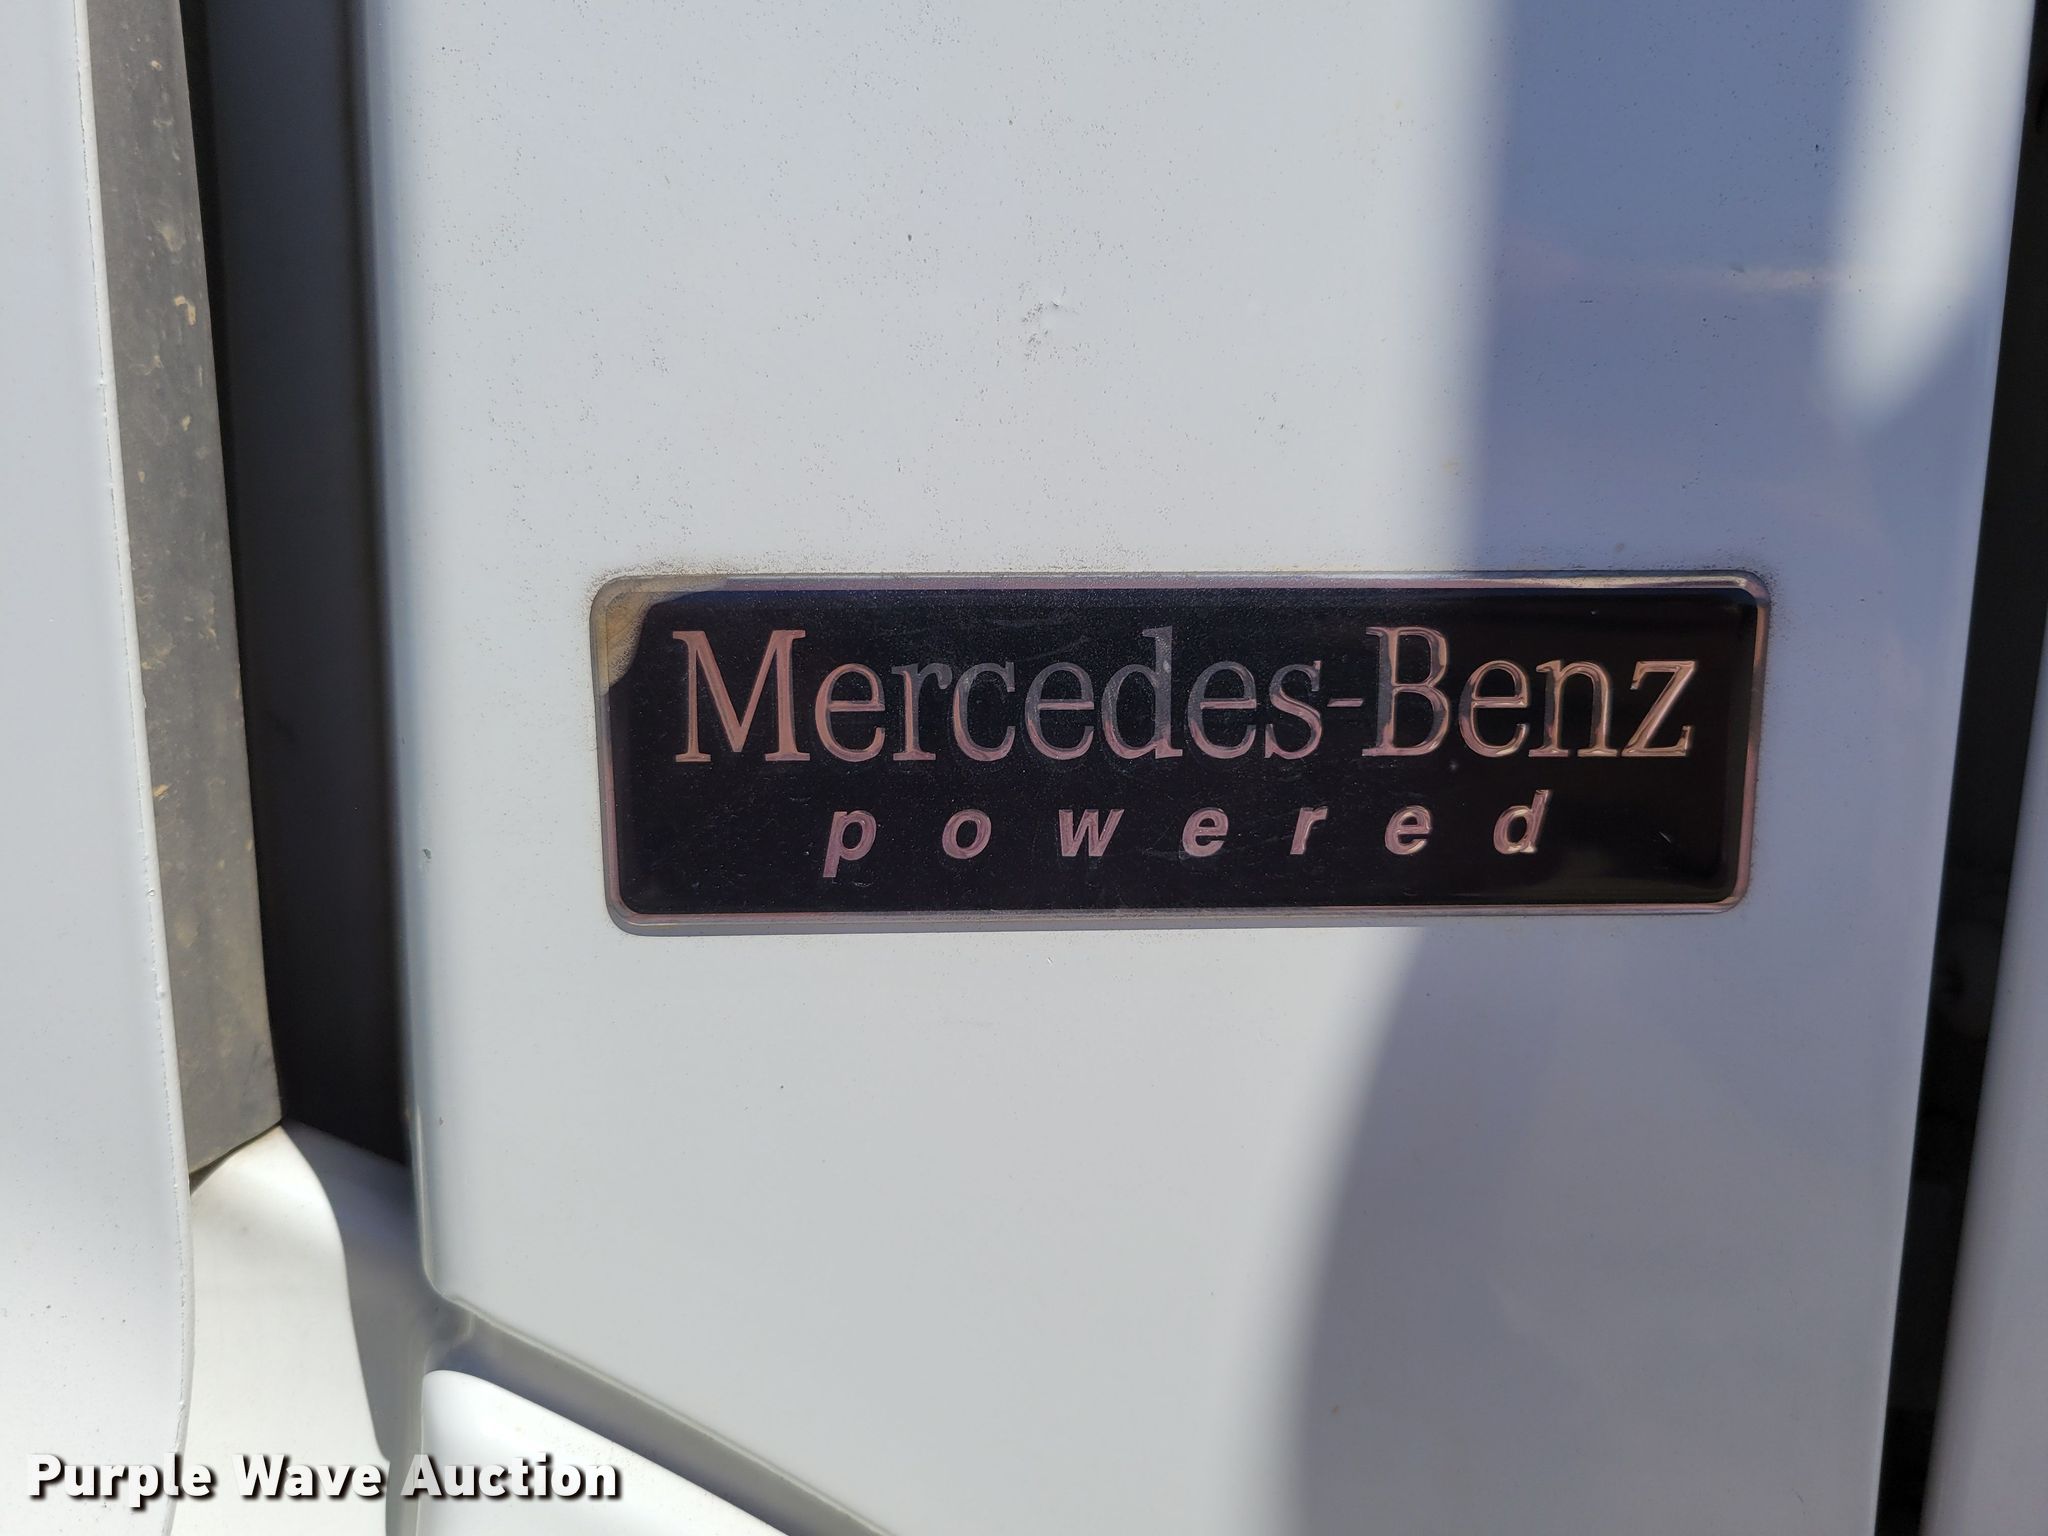 Mercedes-Benz
powered
Purple Wave Auction